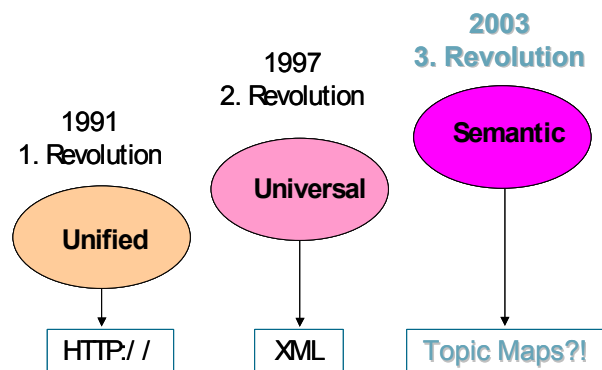 1991
1. Revolution
Unified
HTTP://
1997
2. Revolution
Universal
XML
2003
3. Revolution
Semantic
Topic Maps?!